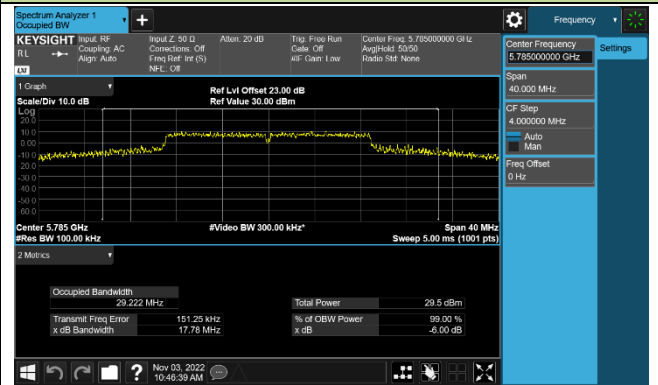 Spectrum Analyzer 1
Occupied BW
Frequency
KEYSIGHT
RL
LXI
Input: RF
Coupling: AC
Align: Auto
Input Z: 50 Ω
Corrections: Off
Freq Ref: Int (S)
NFE: Off
Atten: 20 dB
Trig: Free Run
Gate: Off
#IF Gain: Low
Center Freq: 5.785000000 GHz
Avg|Hold: 50/50
Radio Std: None
Center Frequency
5.785000000 GHz
Settings
Span
40.000 MHz
CF Step
4.000000 MHz
Auto
Man
Freq Offset
0 Hz
1 Graph
Scale/Div 10.0 dB
Ref Lvl Offset 23.00 dB
Ref Value 30.00 dBm
Log
20.0
10.0
0.00
-10.0
-20.0
-30.0
-40.0
-50.0
-60.0
Center 5.785 GHz
#Res BW 100.00 kHz
#Video BW 300.00 kHz*
Span 40 MHz
Sweep 5.00 ms (1001 pts)
2 Metrics
Occupied Bandwidth
29.222 MHz
Total Power 29.5 dBm
Transmit Freq Error 151.25 kHz
% of OBW Power 99.00 %
x dB Bandwidth 17.78 MHz
x dB -6.00 dB
Nov 03, 2022
10:46:39 AM